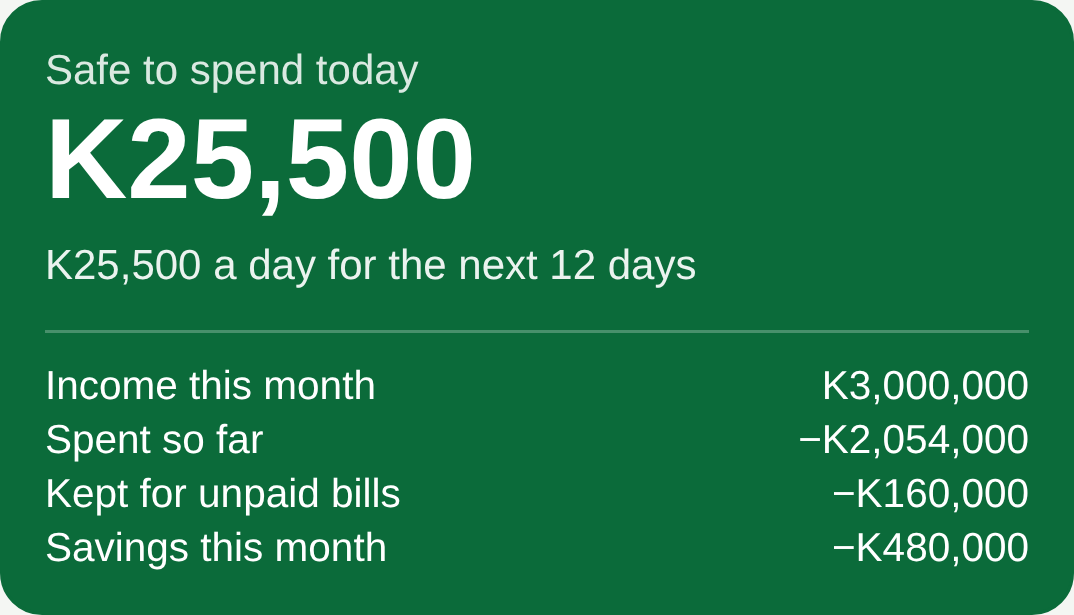 Safe to spend today
K25,500
K25,500 a day for the next 12 days
Income this month K3,000,000
Spent so far −K2,054,000
Kept for unpaid bills −K160,000
Savings this month −K480,000